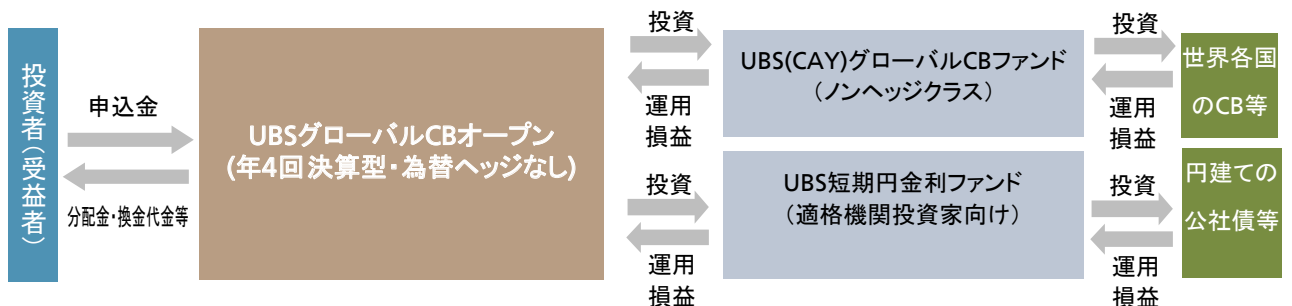 投資者(受益者)
申込金
分配金・換金代金等
UBSグローバルCBオープン
(年4回決算型・為替ヘッジなし)
投資
運用
損益
UBS(CAY)グローバルCBファンド
（ノンヘッジクラス）
投資
運用
損益
世界各国
のCB等
投資
運用
損益
UBS短期円金利ファンド
（適格機関投資家向け）
投資
運用
損益
円建ての
公社債等